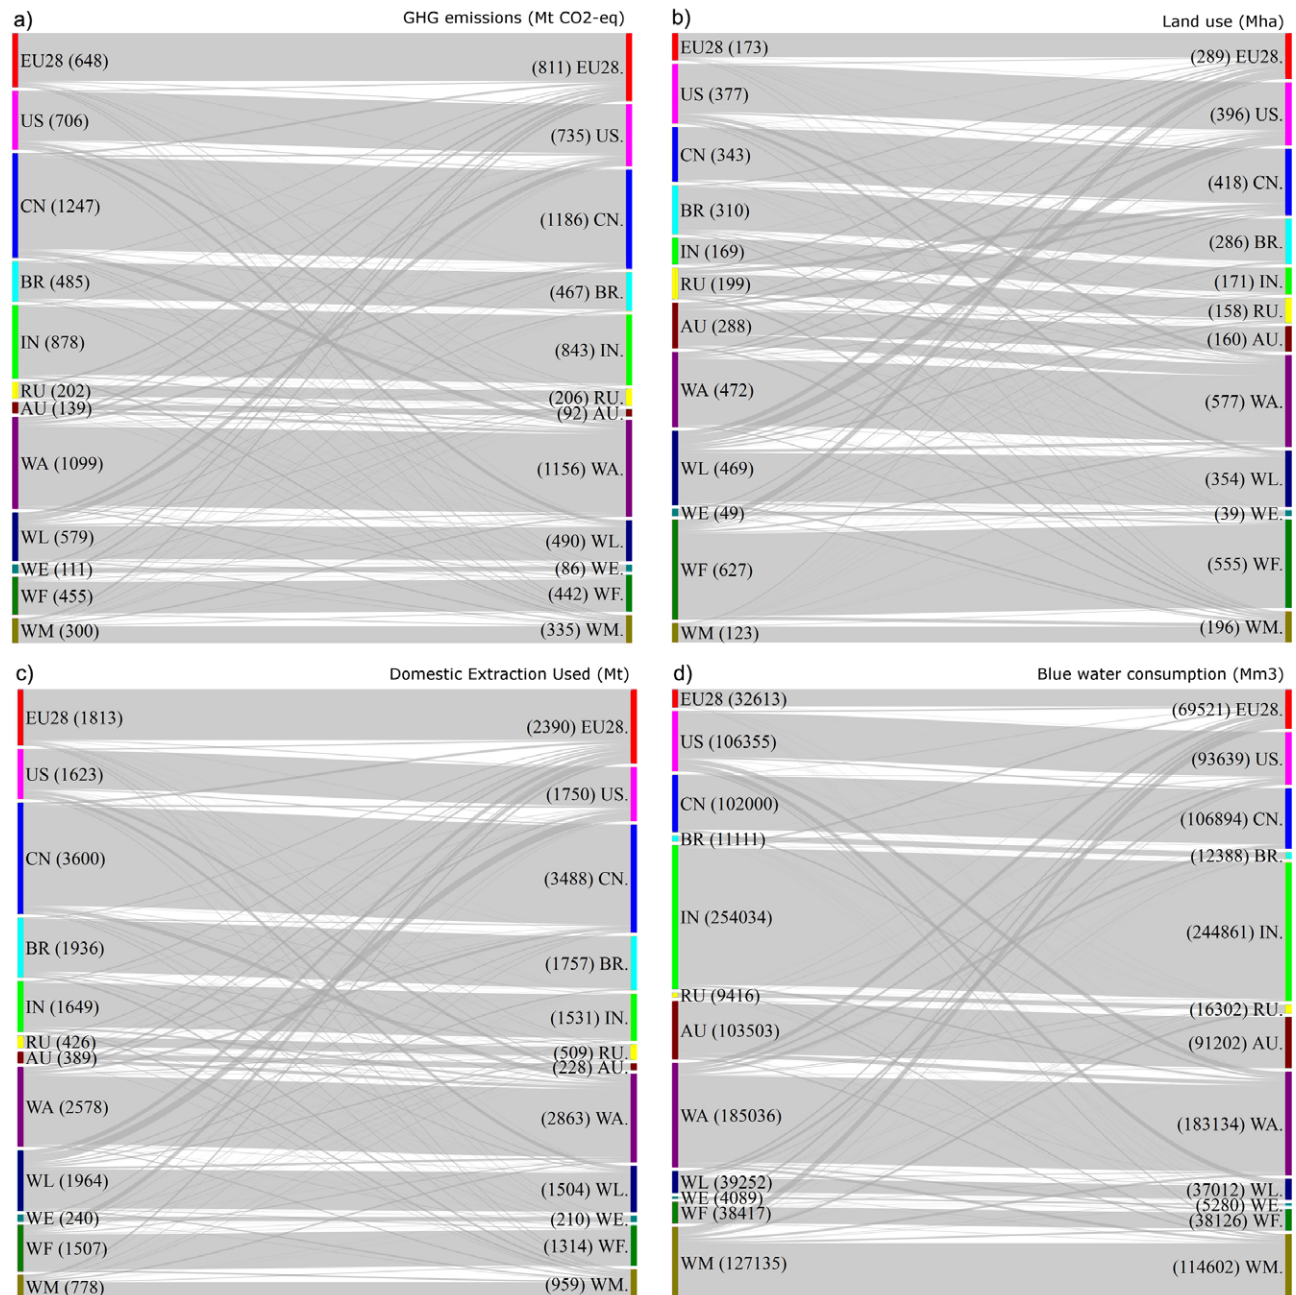 a)
GHG emissions (Mt CO2-eq)
EU28 (648)
(811) EU28.
US (706)
(735) US.
CN (1247)
(1186) CN.
BR (485)
(467) BR.
IN (878)
(843) IN.
RU (202)
(206) RU.
AU (139)
(92) AU.
WA (1099)
(1156) WA.
WL (579)
(490) WL.
WE (111)
(86) WE.
WF (455)
(442) WF.
WM (300)
(335) WM.
b)
Land use (Mha)
EU28 (173)
(289) EU28.
US (377)
(396) US.
CN (343)
(418) CN.
BR (310)
(286) BR.
IN (169)
(171) IN.
RU (199)
(158) RU.
AU (288)
(160) AU.
WA (472)
(577) WA.
WL (469)
(354) WL.
WE (49)
(39) WE.
WF (627)
(555) WF.
WM (123)
(196) WM.
c)
Domestic Extraction Used (Mt)
EU28 (1813)
(2390) EU28.
US (1623)
(1750) US.
CN (3600)
(3488) CN.
BR (1936)
(1757) BR.
IN (1649)
(1531) IN.
RU (426)
(509) RU.
AU (389)
(228) AU.
WA (2578)
(2863) WA.
WL (1964)
(1504) WL.
WE (240)
(210) WE.
WF (1507)
(1314) WF.
WM (778)
(959) WM.
d)
Blue water consumption (Mm3)
EU28 (32613)
(69521) EU28.
US (106355)
(93639) US.
CN (102000)
(106894) CN.
BR (11111)
(12388) BR.
IN (254034)
(244861) IN.
RU (9416)
(16302) RU.
AU (103503)
(91202) AU.
WA (185036)
(183134) WA.
WL (39252)
(37012) WL.
WE (4089)
(5280) WE.
WF (38417)
(38126) WF.
WM (127135)
(114602) WM.